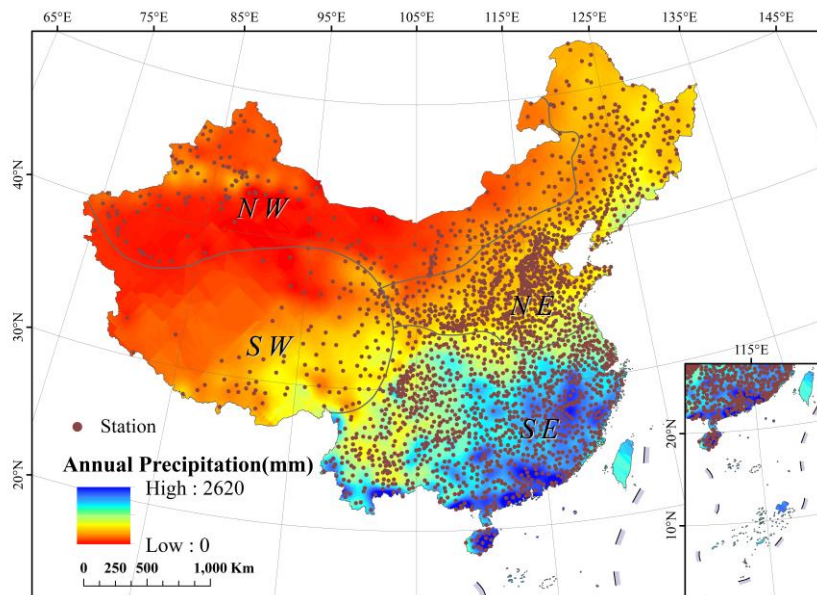 65°E 75°E 85°E 95°E 105°E 115°E 125°E 135°E 145°E
40°N
30°N
20°N
NW
NE
SW
SE
115°E
20°N
10°N
Station
Annual Precipitation(mm)
High : 2620
Low : 0
0 250 500 1,000 Km